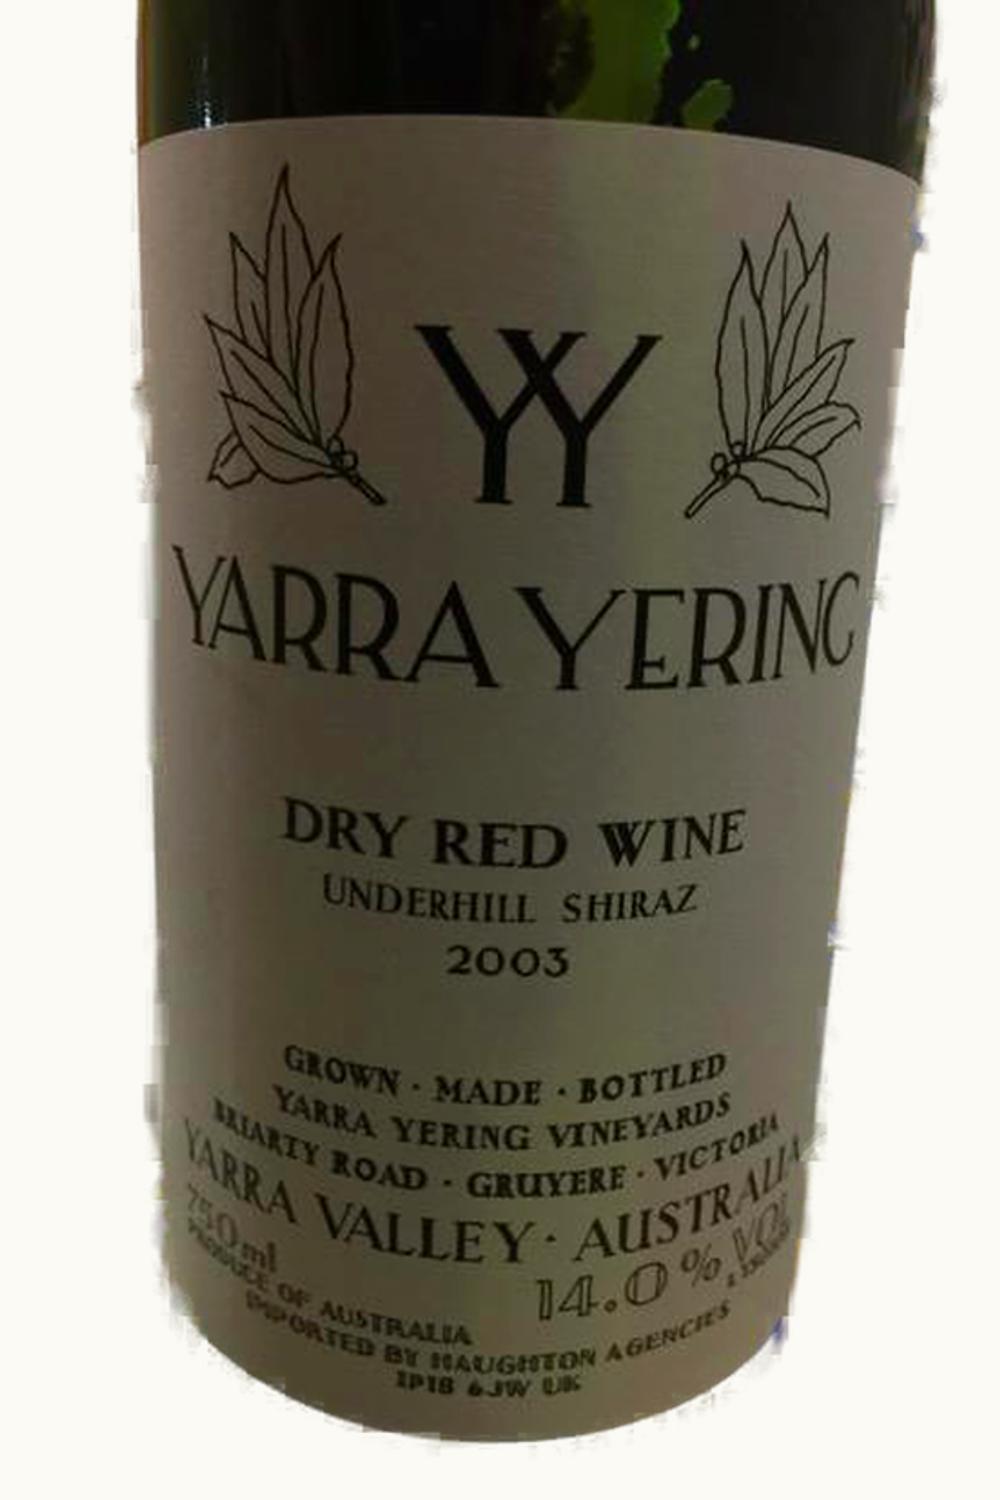 YY
YARRA YERING
DRY RED WINE
UNDERHILL SHIRAZ
2003
GROWN · MADE · BOTTLED
YARRA YERING VINEYARDS
BRIARTY ROAD · GRUYERE · VICTORIA
YARRA VALLEY · AUSTRALIA
750ml
14.0% VOL
PRODUCE OF AUSTRALIA
IMPORTED BY HAUGHTON AGENCIES
IP18 6JW UK